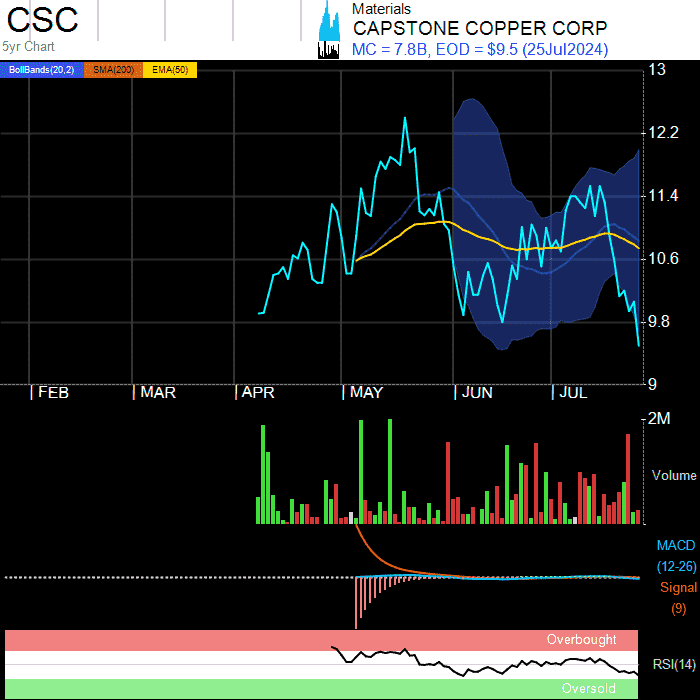 CSC
5yr Chart
Materials
CAPSTONE COPPER CORP
MC = 7.8B, EOD = $9.5 (25Jul2024)
BollBands(20,2) SMA(200) EMA(50)
13
12.2
11.4
10.6
9.8
9
| FEB | MAR | APR | MAY | JUN | JUL
2M
Volume
MACD
(12-26)
Signal
(9)
Overbought
RSI(14)
Oversold